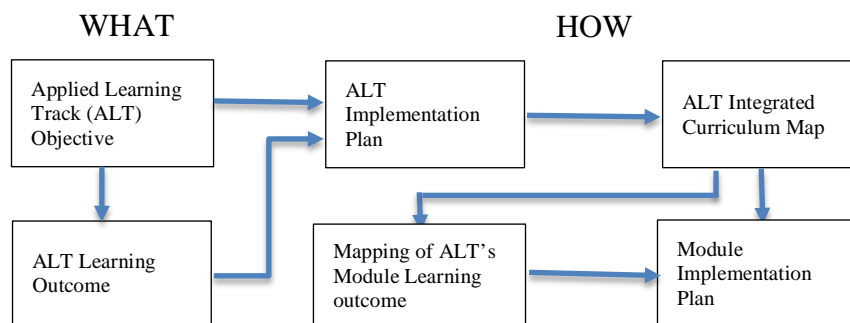 WHAT
HOW
Applied Learning
Track (ALT)
Objective
ALT
Implementation
Plan
ALT Integrated
Curriculum Map
ALT Learning
Outcome
Mapping of ALT’s
Module Learning
outcome
Module
Implementation
Plan